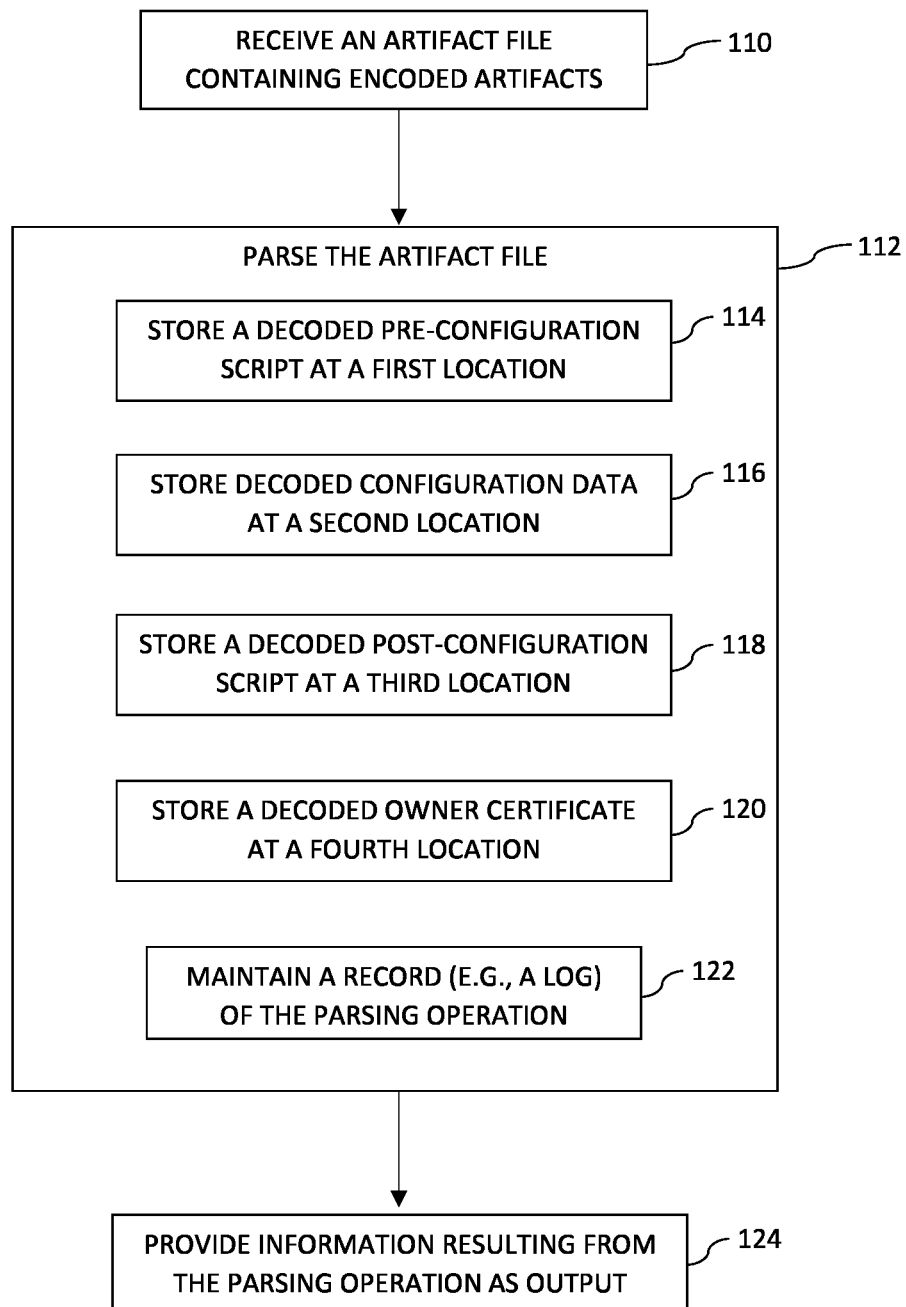 RECEIVE AN ARTIFACT FILE
CONTAINING ENCODED ARTIFACTS
110
PARSE THE ARTIFACT FILE
112
STORE A DECODED PRE-CONFIGURATION
SCRIPT AT A FIRST LOCATION
114
STORE DECODED CONFIGURATION DATA
AT A SECOND LOCATION
116
STORE A DECODED POST-CONFIGURATION
SCRIPT AT A THIRD LOCATION
118
STORE A DECODED OWNER CERTIFICATE
AT A FOURTH LOCATION
120
MAINTAIN A RECORD (E.G., A LOG)
OF THE PARSING OPERATION
122
PROVIDE INFORMATION RESULTING FROM
THE PARSING OPERATION AS OUTPUT
124